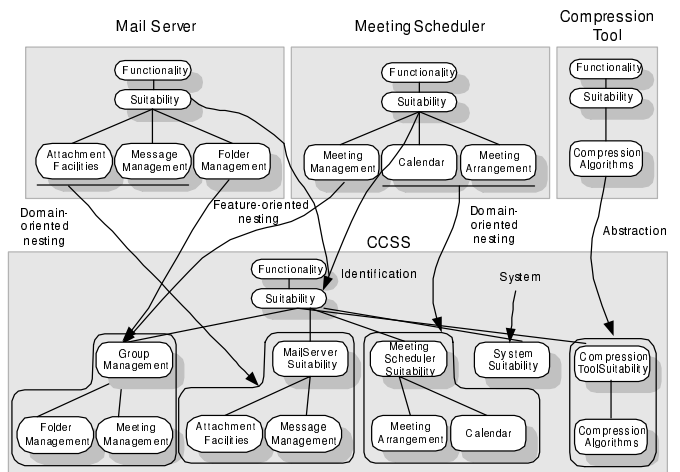 Mail Server
Meeting Scheduler
Compression
Tool
Functionality
Suitability
Attachment
Facilities
Message
Management
Folder
Management
Functionality
Suitability
Meeting
Management
Calendar
Meeting
Arrangement
Functionality
Suitability
Compression
Algorithms
Domain-
oriented
nesting
Feature-oriented
nesting
Domain-
oriented
nesting
Abstraction
CCSS
Functionality
Identification
System
Suitability
Group
Management
MailServer
Suitability
Meeting
Scheduler
Suitability
System
Suitability
Compression
ToolSuitability
Folder
Management
Meeting
Management
Attachment
Facilities
Message
Management
Meeting
Arrangement
Calendar
Compression
Algorithms